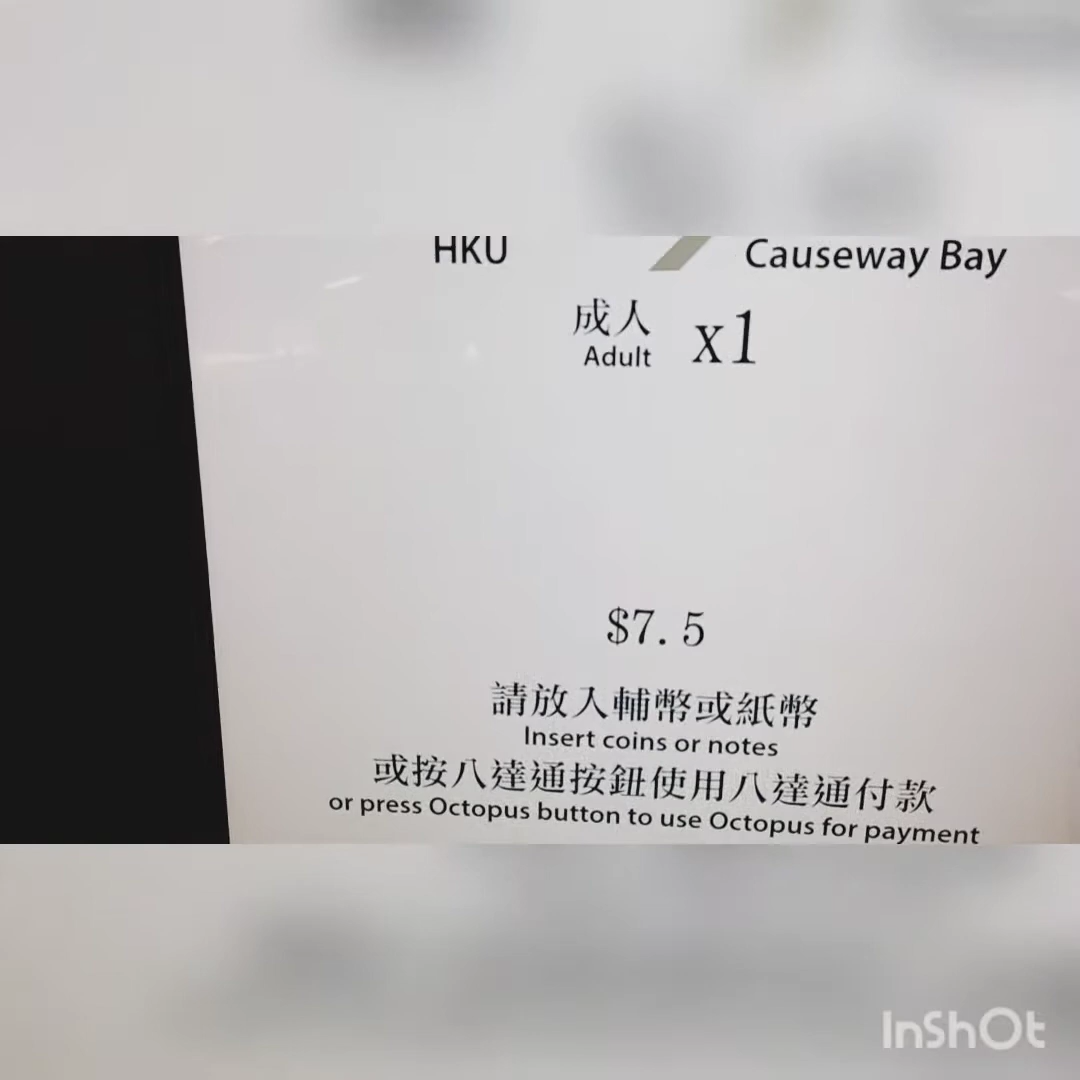 HKU
Causeway Bay
成人
Adult
x1
$7.5
請放入輔幣或紙幣
Insert coins or notes
或按八達通按鈕使用八達通付款
or press Octopus button to use Octopus for payment
InShOt